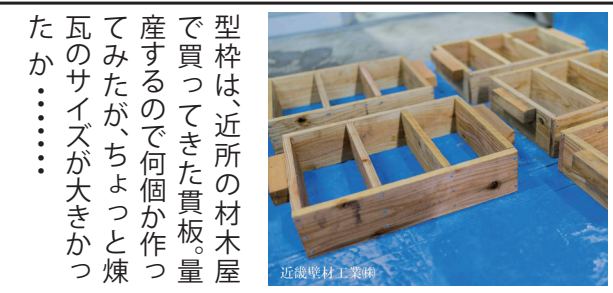 型枠は、近所の材木屋
で買ってきた貫板。量
産するので何個か作っ
てみたが、ちょっと煉
瓦のサイズが大きかっ
たか・・・・・・・
近畿壁材工業㈱